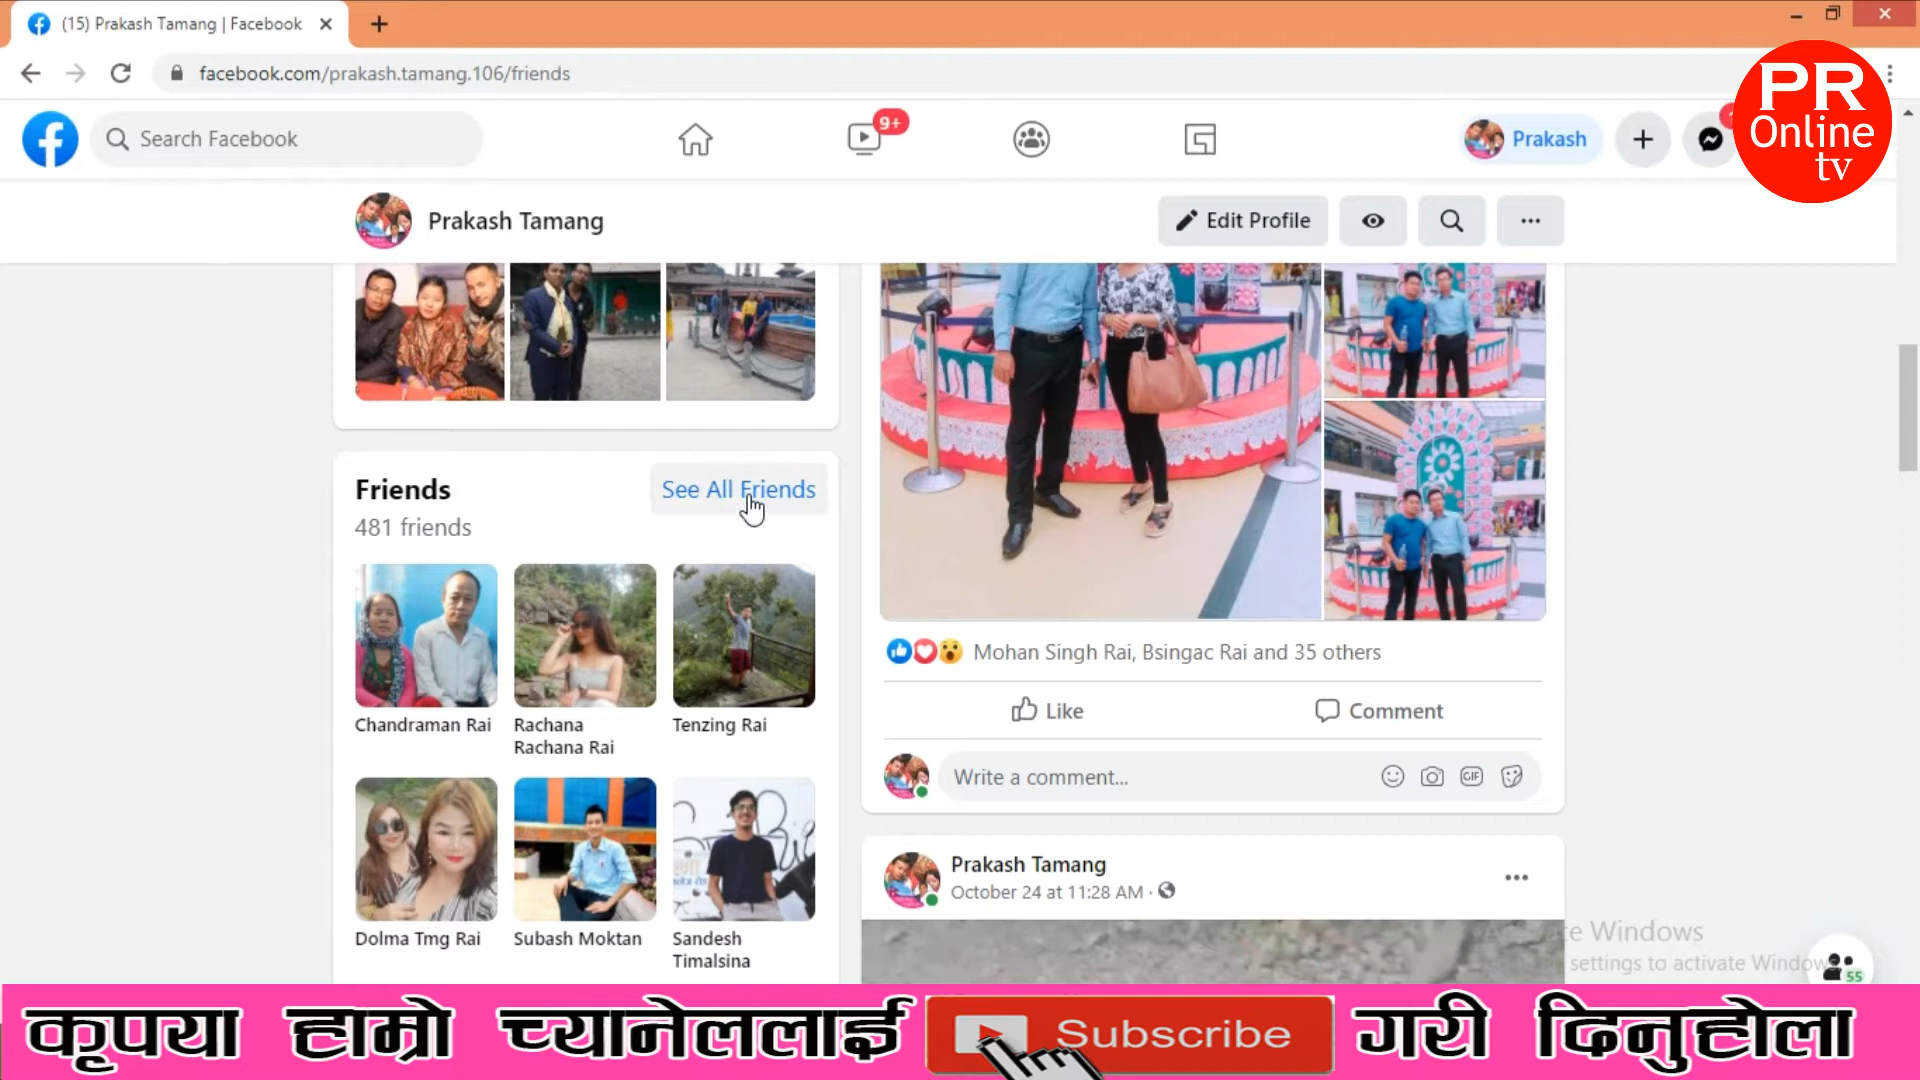 (15) Prakash Tamang | Facebook
facebook.com/prakash.tamang.106/friends
PR
Online
tv
Search Facebook
9+
Prakash
Prakash Tamang
Edit Profile
Friends
See All Friends
481 friends
Chandraman Rai
Rachana
Rachana Rai
Tenzing Rai
Dolma Tmg Rai
Subash Moktan
Sandesh
Timalsina
Mohan Singh Rai, Bsingac Rai and 35 others
Like
Comment
Write a comment...
GIF
Prakash Tamang
October 24 at 11:28 AM ·
Windows
settings to activate Windows
55
कृपया हाम्रो च्यानेललाई Subscribe गरी दिनुहोला